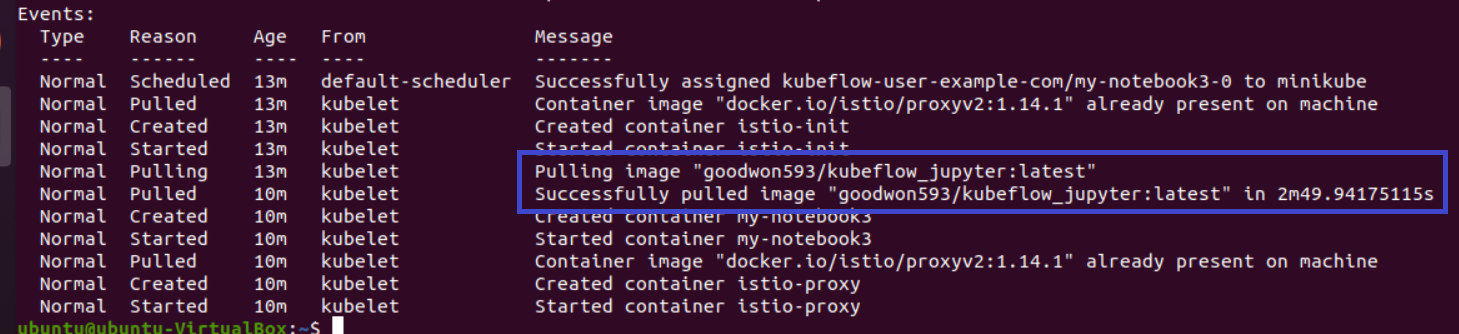 Events:
Type Reason Age From Message
---- ------ ---- ---- -------
Normal Scheduled 13m default-scheduler Successfully assigned kubeflow-user-example-com/my-notebook3-0 to minikube
Normal Pulled 13m kubelet Container image "docker.io/istio/proxyv2:1.14.1" already present on machine
Normal Created 13m kubelet Created container istio-init
Normal Started 13m kubelet Started container istio-init
Normal Pulling 13m kubelet Pulling image "goodwon593/kubeflow_jupyter:latest"
Normal Pulled 10m kubelet Successfully pulled image "goodwon593/kubeflow_jupyter:latest" in 2m49.94175115s
Normal Created 10m kubelet Created container my-notebook3
Normal Started 10m kubelet Started container my-notebook3
Normal Pulled 10m kubelet Container image "docker.io/istio/proxyv2:1.14.1" already present on machine
Normal Created 10m kubelet Created container istio-proxy
Normal Started 10m kubelet Started container istio-proxy
ubuntu@ubuntu-VirtualBox:~$